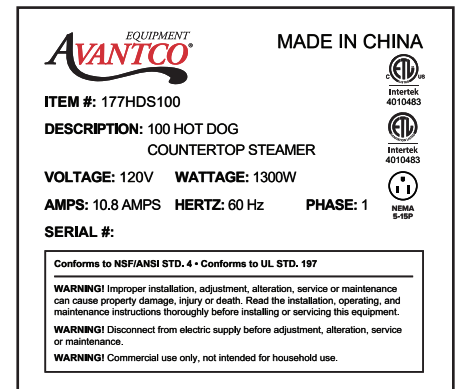 EQUIPMENT
AVANTCO®
MADE IN CHINA
C ETL US
Intertek
4010483
ITEM #: 177HDS100
DESCRIPTION: 100 HOT DOG
COUNTERTOP STEAMER
ETL
Intertek
4010483
VOLTAGE: 120V WATTAGE: 1300W
AMPS: 10.8 AMPS HERTZ: 60 Hz PHASE: 1
NEMA
5-15P
SERIAL #:
Conforms to NSF/ANSI STD. 4 • Conforms to UL STD. 197
WARNING! Improper installation, adjustment, alteration, service or maintenance
can cause property damage, injury or death. Read the installation, operating, and
maintenance instructions thoroughly before installing or servicing this equipment.
WARNING! Disconnect from electric supply before adjustment, alteration, service
or maintenance.
WARNING! Commercial use only, not intended for household use.